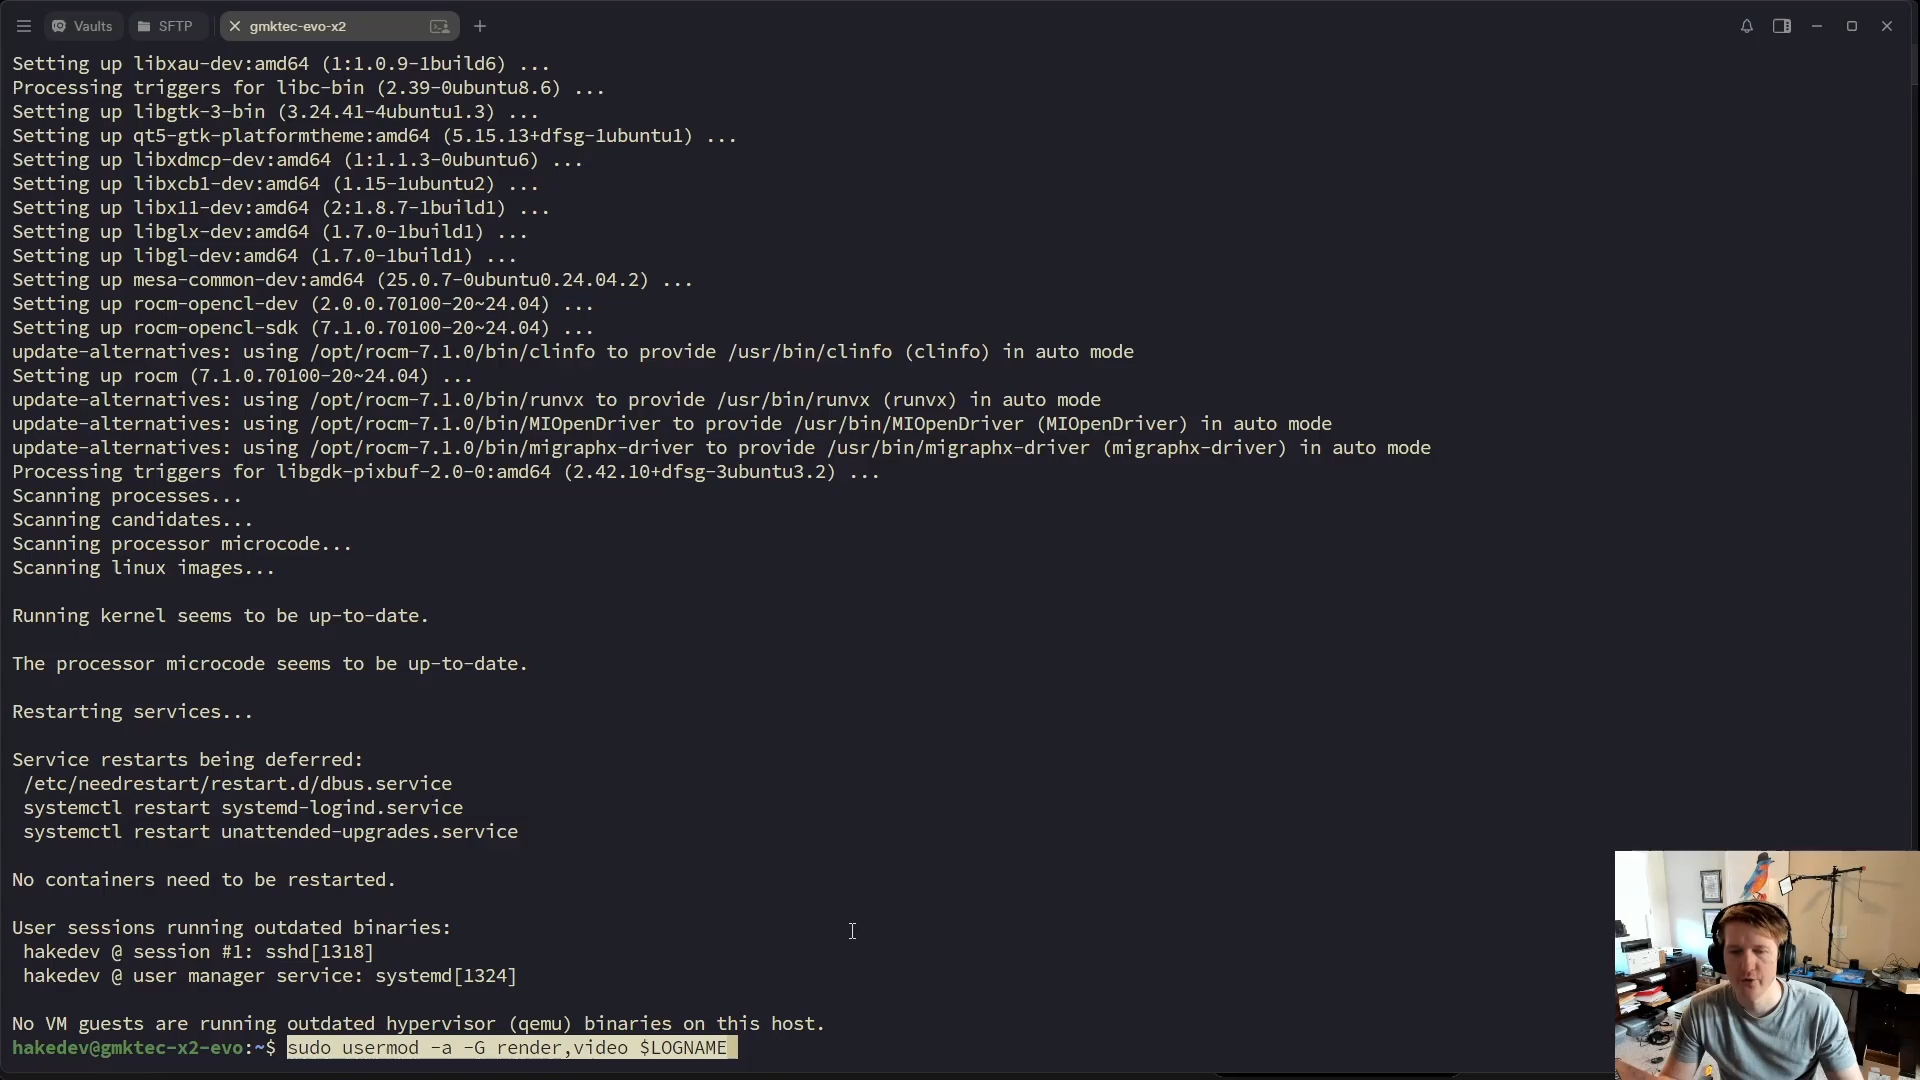 Vaults SFTP gmktec-evo-x2
Setting up libxau-dev:amd64 (1:1.0.9-1build6) ...
Processing triggers for libc-bin (2.39-0ubuntu8.6) ...
Setting up libgtk-3-bin (3.24.41-4ubuntu1.3) ...
Setting up qt5-gtk-platformtheme:amd64 (5.15.13+dfsg-1ubuntu1) ...
Setting up libxdmcp-dev:amd64 (1:1.1.3-0ubuntu6) ...
Setting up libxcb1-dev:amd64 (1.15-1ubuntu2) ...
Setting up libx11-dev:amd64 (2:1.8.7-1build1) ...
Setting up libglx-dev:amd64 (1.7.0-1build1) ...
Setting up libgl-dev:amd64 (1.7.0-1build1) ...
Setting up mesa-common-dev:amd64 (25.0.7-0ubuntu0.24.04.2) ...
Setting up rocm-opencl-dev (2.0.0.70100-20~24.04) ...
Setting up rocm-opencl-sdk (7.1.0.70100-20~24.04) ...
update-alternatives: using /opt/rocm-7.1.0/bin/clinfo to provide /usr/bin/clinfo (clinfo) in auto mode
Setting up rocm (7.1.0.70100-20~24.04) ...
update-alternatives: using /opt/rocm-7.1.0/bin/runvx to provide /usr/bin/runvx (runvx) in auto mode
update-alternatives: using /opt/rocm-7.1.0/bin/MIOpenDriver to provide /usr/bin/MIOpenDriver (MIOpenDriver) in auto mode
update-alternatives: using /opt/rocm-7.1.0/bin/migraphx-driver to provide /usr/bin/migraphx-driver (migraphx-driver) in auto mode
Processing triggers for libgdk-pixbuf-2.0-0:amd64 (2.42.10+dfsg-3ubuntu3.2) ...
Scanning processes...
Scanning candidates...
Scanning processor microcode...
Scanning linux images...
Running kernel seems to be up-to-date.
The processor microcode seems to be up-to-date.
Restarting services...
Service restarts being deferred:
/etc/needrestart/restart.d/dbus.service
systemctl restart systemd-logind.service
systemctl restart unattended-upgrades.service
No containers need to be restarted.
User sessions running outdated binaries:
hakedev @ session #1: sshd[1318]
hakedev @ user manager service: systemd[1324]
No VM guests are running outdated hypervisor (qemu) binaries on this host.
hakedev@gmktec-x2-evo:~$ sudo usermod -a -G render,video $LOGNAME